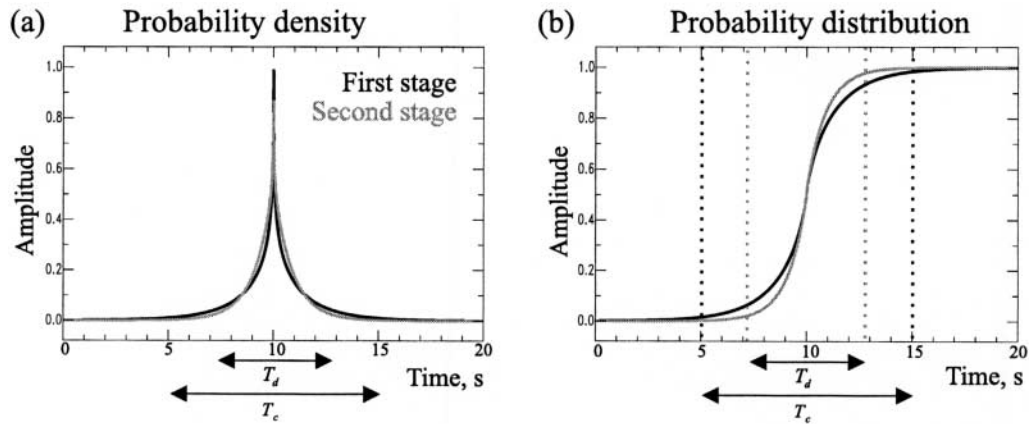 (a) Probability density
First stage
Second stage
Amplitude
1.0
0.8
0.6
0.4
0.2
0.0
0 5 10 15 20
Time, s
T_d
T_c
(b) Probability distribution
Amplitude
1.0
0.8
0.6
0.4
0.2
0.0
0 5 10 15 20
Time, s
T_d
T_c